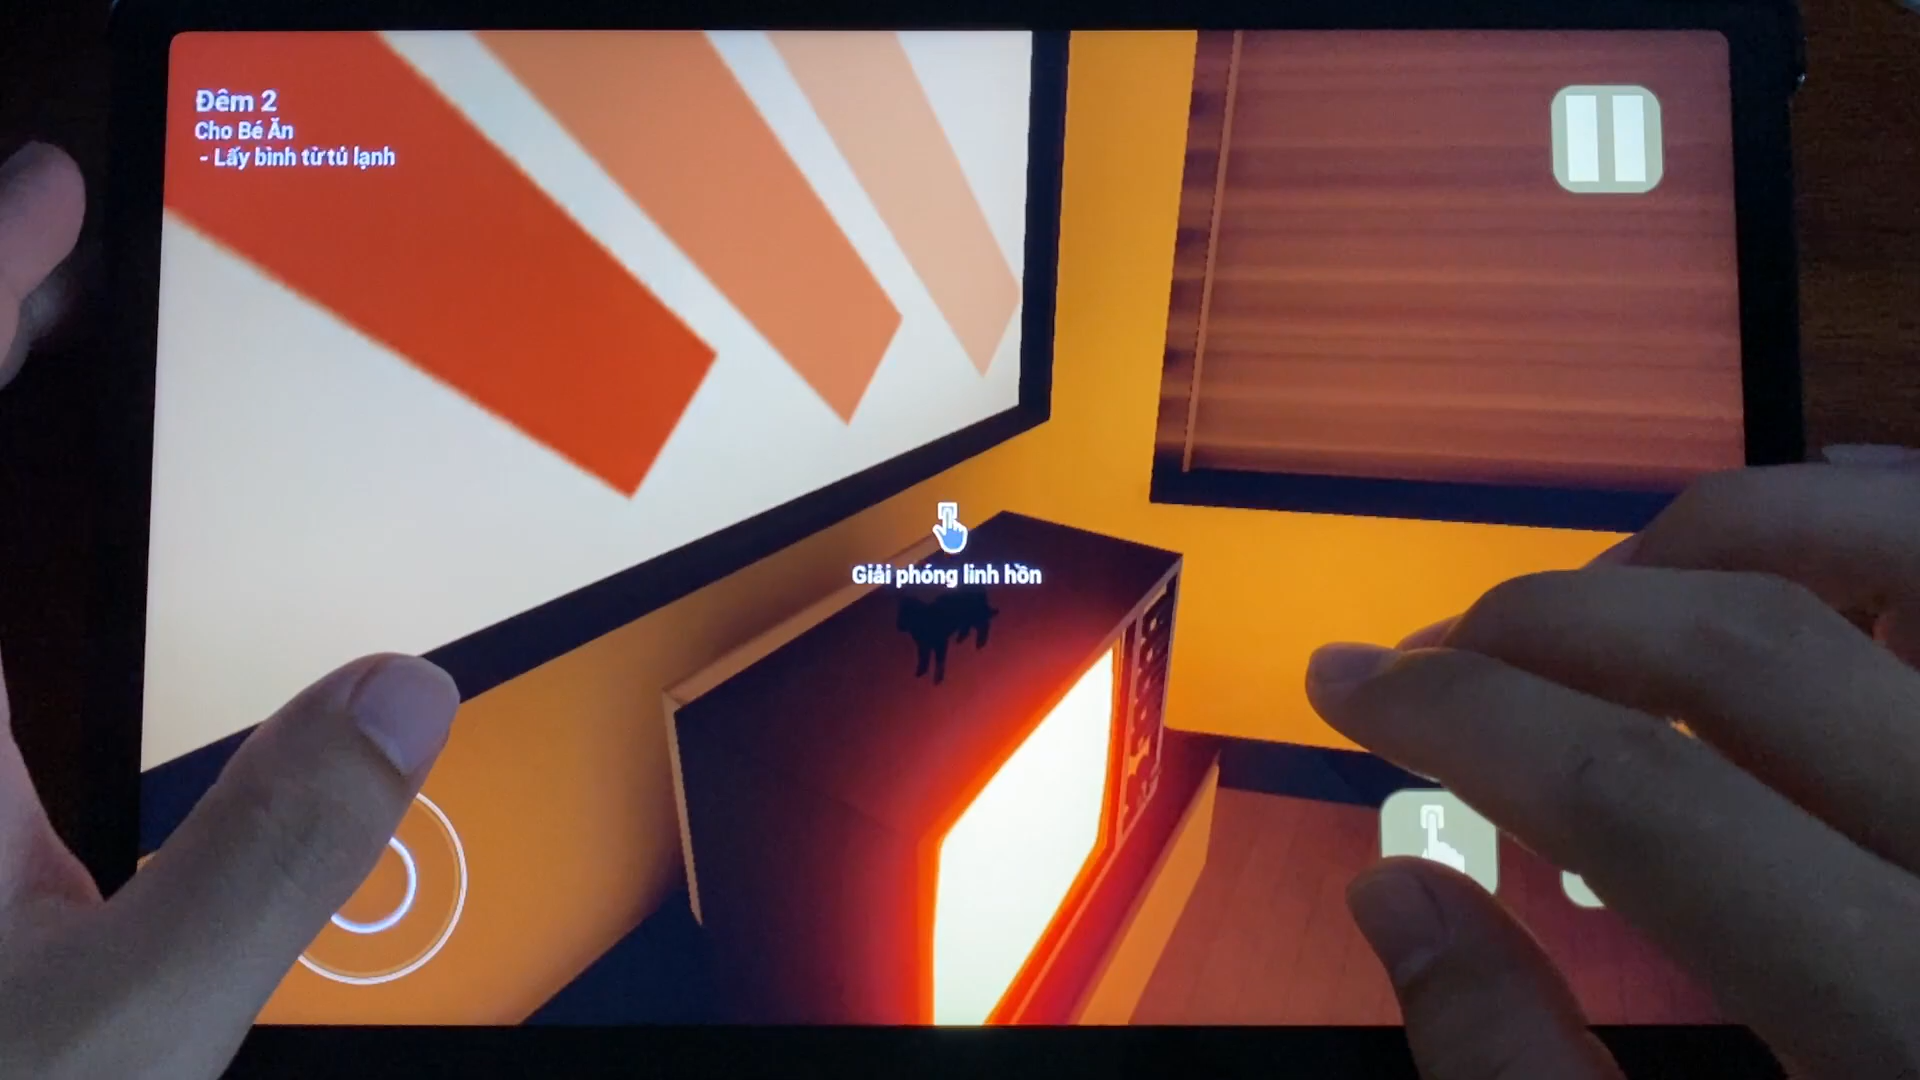 Đêm 2
Cho Bé Ăn
- Lấy bình từ tủ lạnh
Giải phóng linh hồn